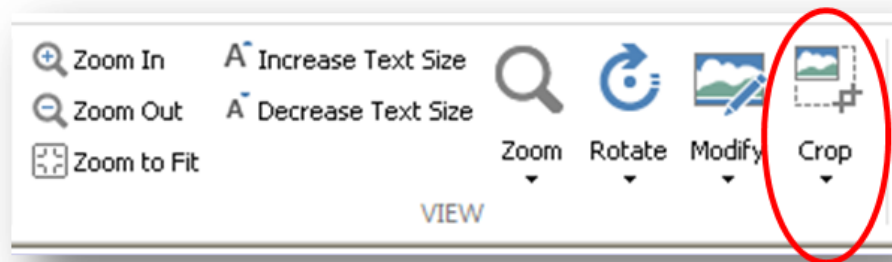 Zoom In
Increase Text Size
Zoom Out
Decrease Text Size
Zoom to Fit
Zoom
Rotate
Modify
Crop
VIEW